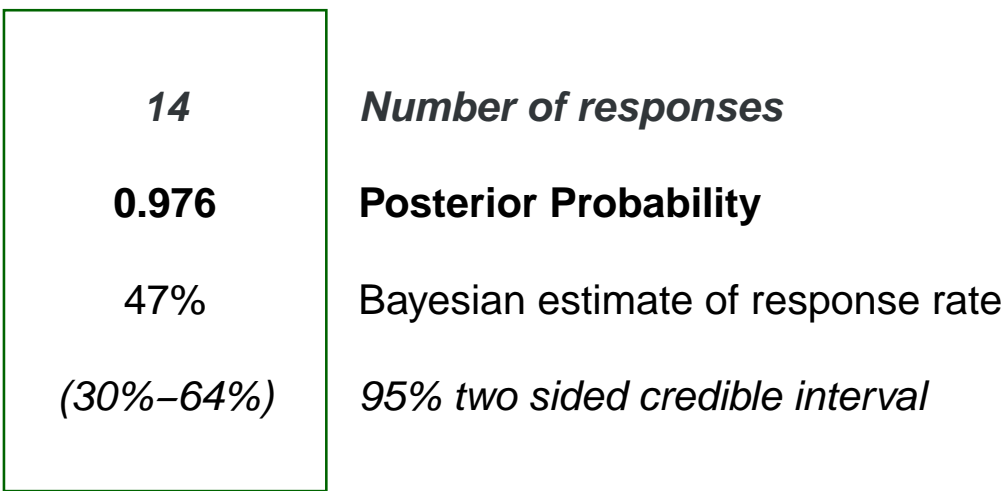 14 Number of responses
0.976 Posterior Probability
47% Bayesian estimate of response rate
(30%–64%) 95% two sided credible interval